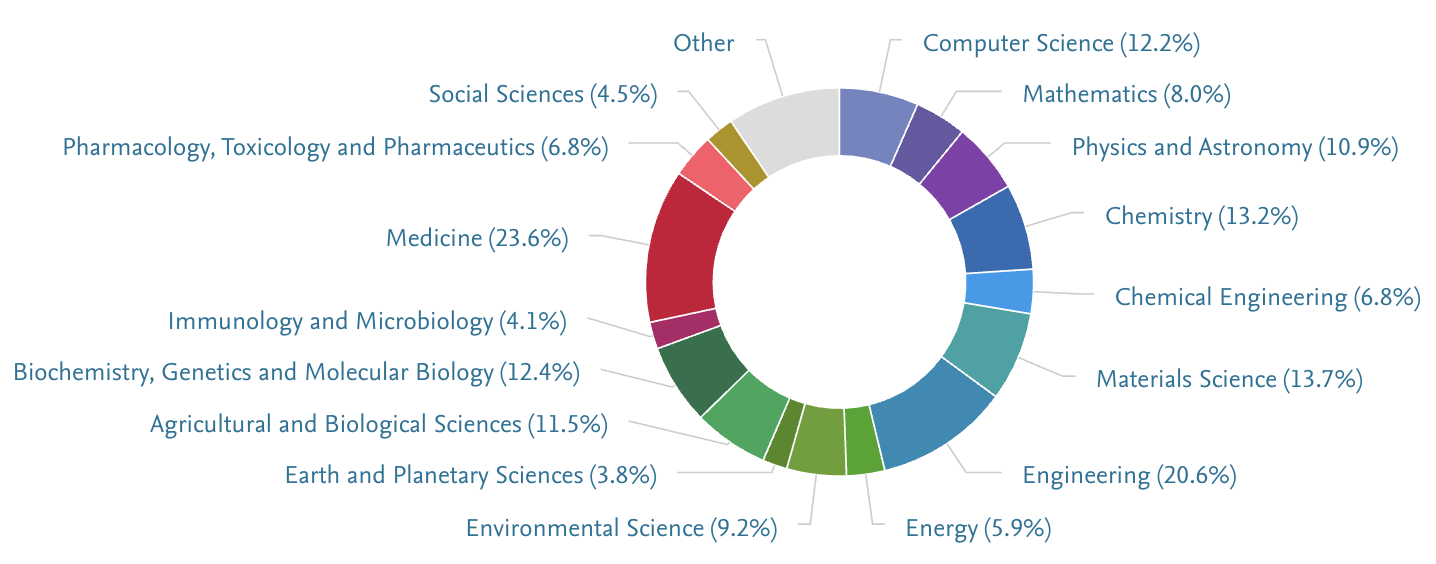 Other
Computer Science (12.2%)
Social Sciences (4.5%)
Mathematics (8.0%)
Pharmacology, Toxicology and Pharmaceutics (6.8%)
Physics and Astronomy (10.9%)
Chemistry (13.2%)
Medicine (23.6%)
Chemical Engineering (6.8%)
Immunology and Microbiology (4.1%)
Biochemistry, Genetics and Molecular Biology (12.4%)
Materials Science (13.7%)
Agricultural and Biological Sciences (11.5%)
Earth and Planetary Sciences (3.8%)
Engineering (20.6%)
Environmental Science (9.2%)
Energy (5.9%)